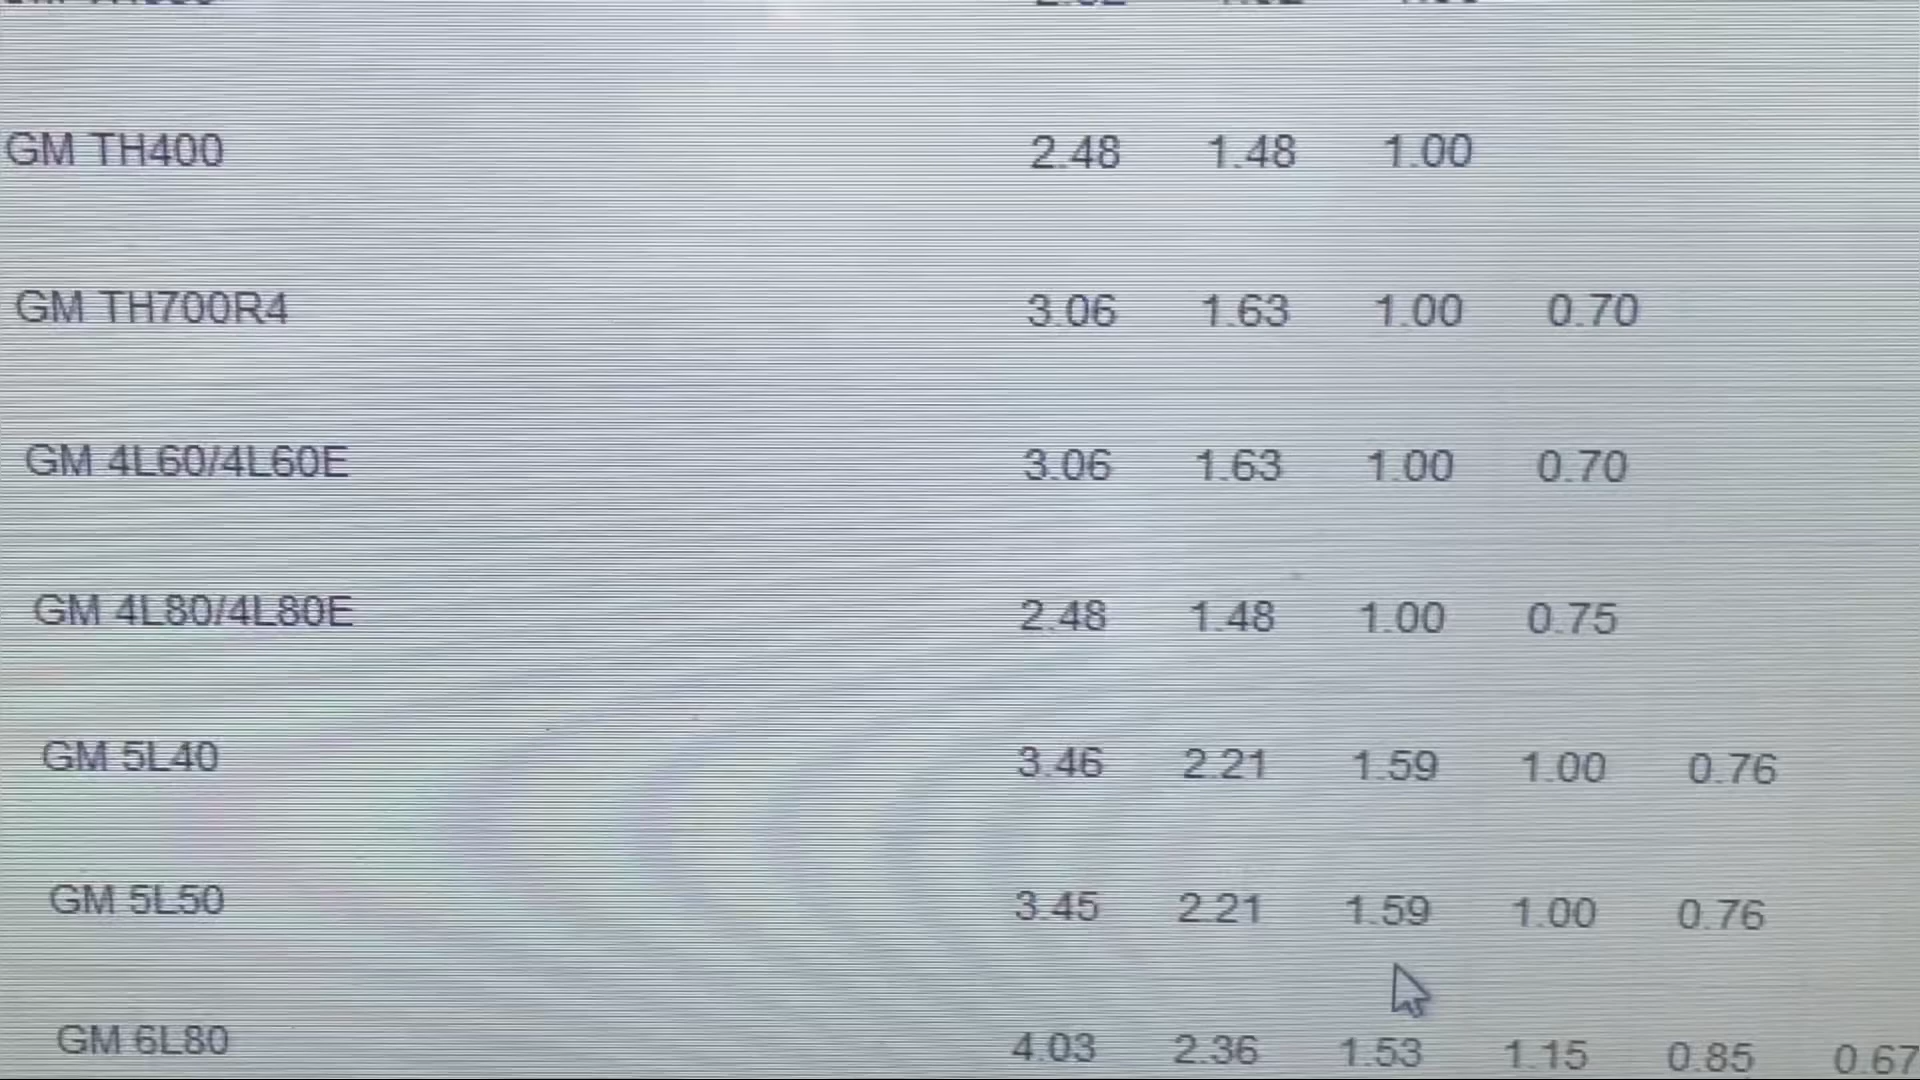 GM TH400 2.48 1.48 1.00
GM TH700R4 3.06 1.63 1.00 0.70
GM 4L60/4L60E 3.06 1.63 1.00 0.70
GM 4L80/4L80E 2.48 1.48 1.00 0.75
GM 5L40 3.46 2.21 1.59 1.00 0.76
GM 5L50 3.45 2.21 1.59 1.00 0.76
GM 6L80 4.03 2.36 1.53 1.15 0.85 0.67